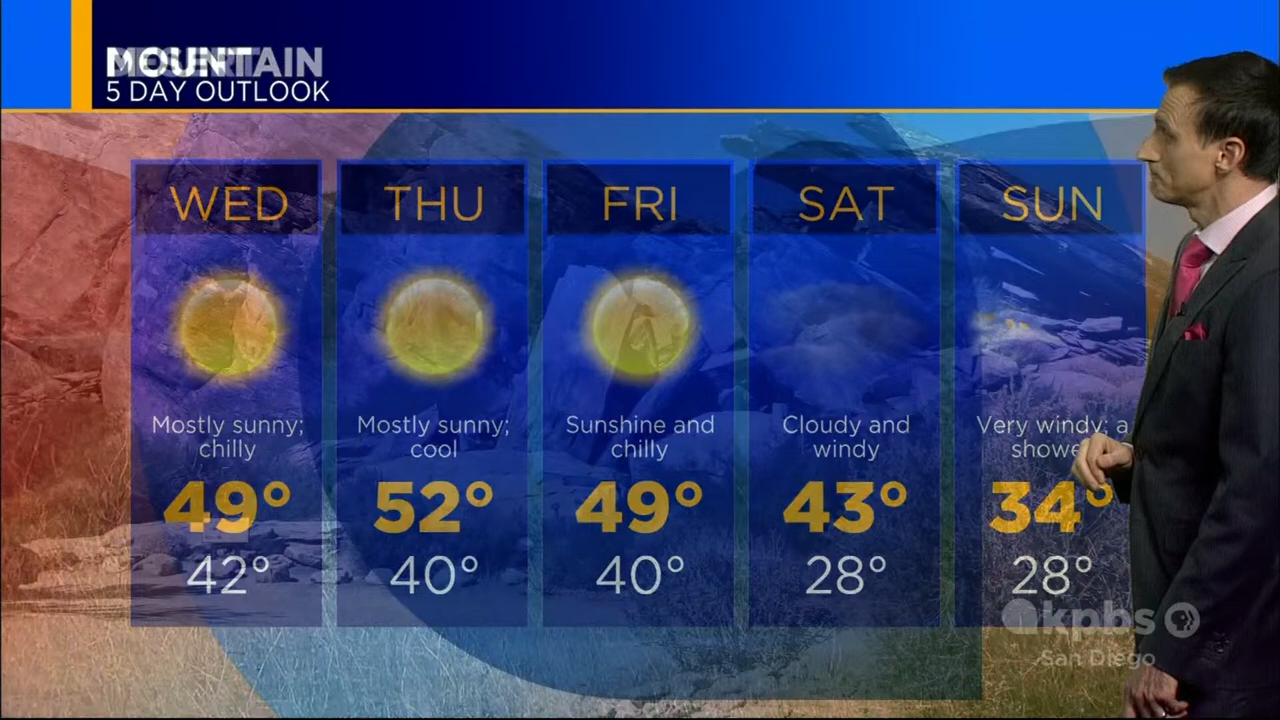 MOUNTAIN
5 DAY OUTLOOK
WED THU FRI SAT SUN
Mostly sunny; Mostly sunny; Sunshine and Cloudy and Very windy; a
chilly cool chilly windy
49° 52° 49° 43° 34°
42° 40° 40° 28° 28°
kpbs
San Diego